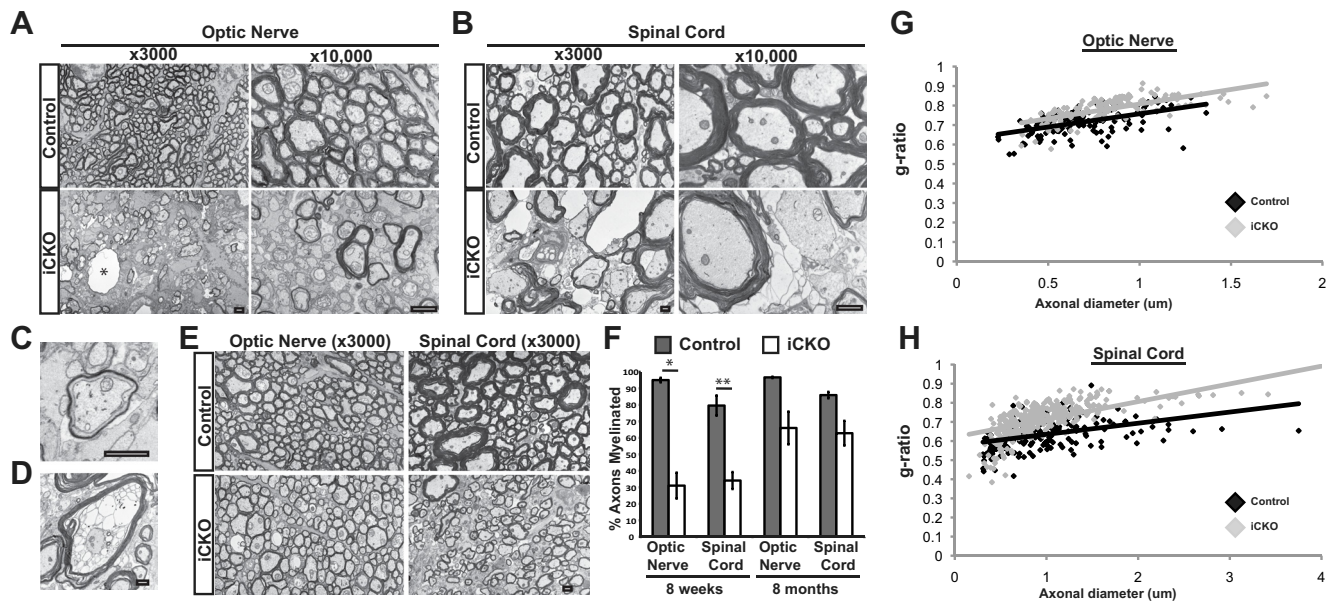 A
Optic Nerve
x3000
x10,000
Control
iCKO
*
B
Spinal Cord
x3000
x10,000
Control
iCKO
C
D
E
Optic Nerve (x3000)
Spinal Cord (x3000)
Control
iCKO
F
Control
iCKO
% Axons Myelinated
100
90
80
70
60
50
40
30
20
10
0
*
**
Optic Nerve
Spinal Cord
Optic Nerve
Spinal Cord
8 weeks
8 months
G
Optic Nerve
g-ratio
1
0.9
0.8
0.7
0.6
0.5
0.4
0.3
0.2
0.1
0
0
0.5
1
1.5
2
Axonal diameter (um)
Control
iCKO
H
Spinal Cord
g-ratio
1
0.9
0.8
0.7
0.6
0.5
0.4
0.3
0.2
0.1
0
0
1
2
3
4
Axonal diameter (um)
Control
iCKO